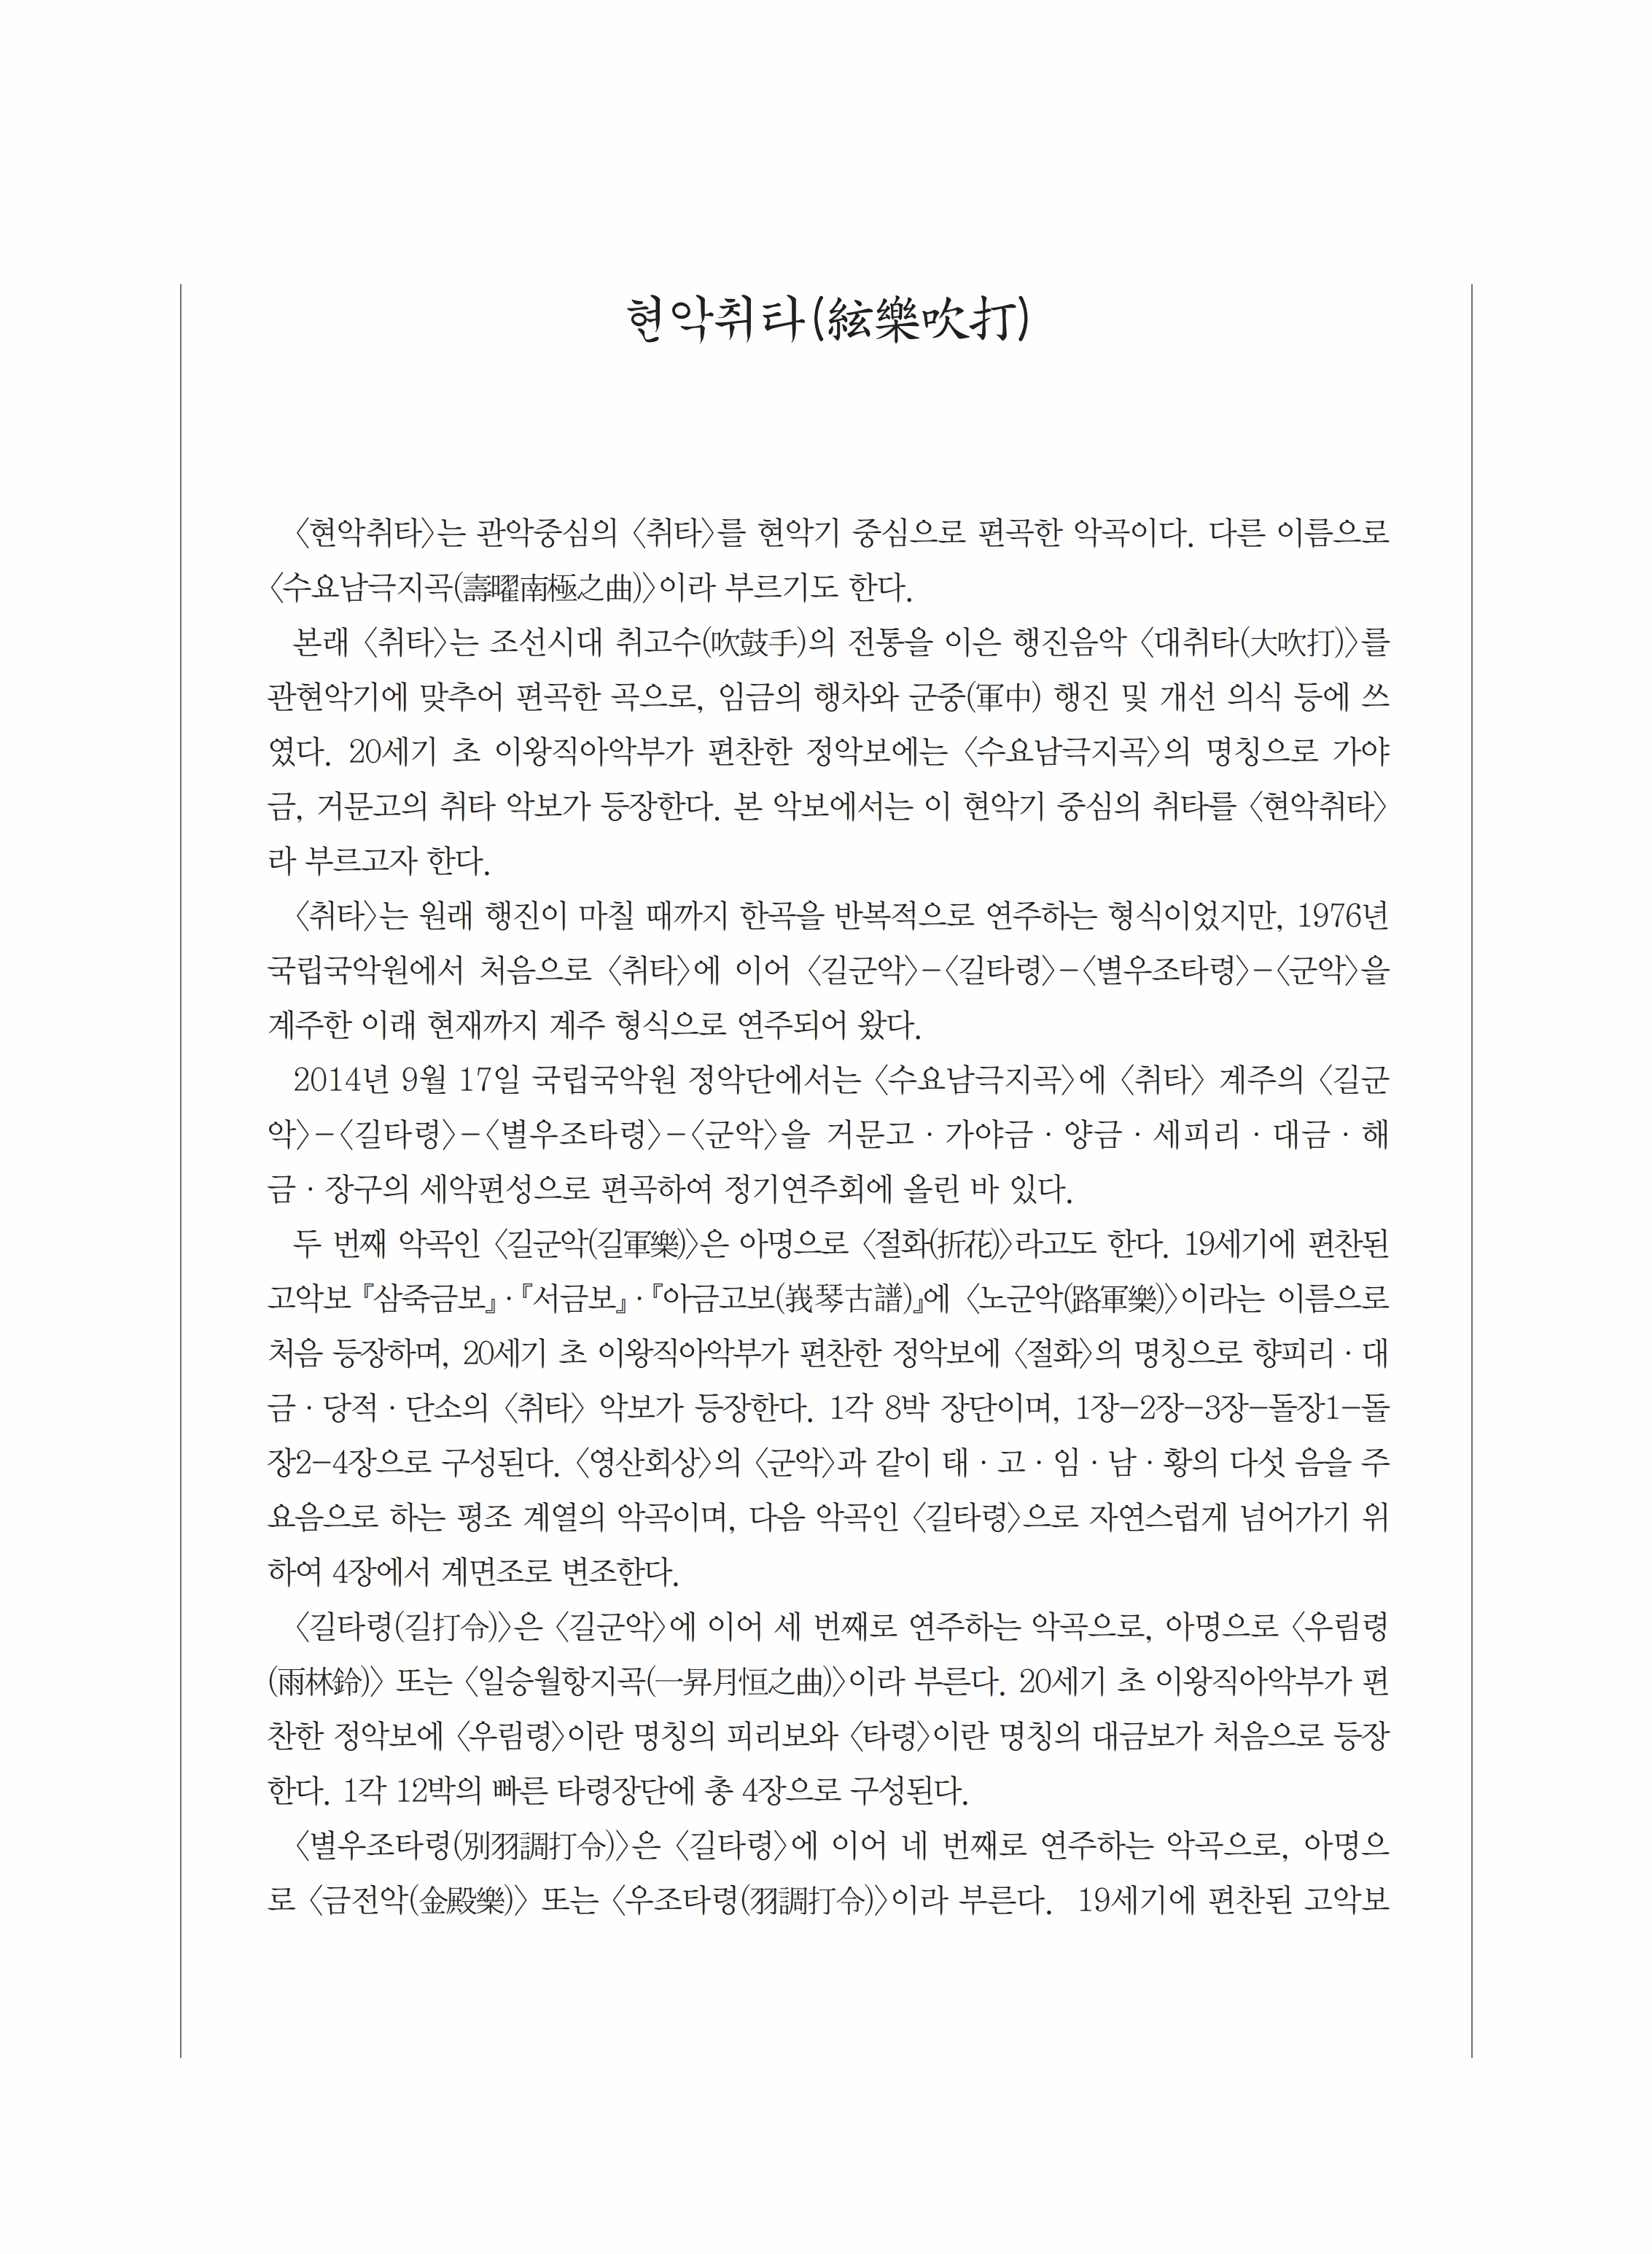 현악취타(絃樂吹打)
〈현악취타〉는 관악중심의 〈취타〉를 현악기 중심으로 편곡한 악곡이다. 다른 이름으로
〈수요남극지곡(壽曜南極之曲)〉이라 부르기도 한다.
본래 〈취타〉는 조선시대 취고수(吹鼓手)의 전통을 이은 행진음악 〈대취타(大吹打)〉를
관현악기에 맞추어 편곡한 곡으로, 임금의 행차와 군중(軍中) 행진 및 개선 의식 등에 쓰
였다. 20세기 초 이왕직아악부가 편찬한 정악보에는 〈수요남극지곡〉의 명칭으로 가야
금, 거문고의 취타 악보가 등장한다. 본 악보에서는 이 현악기 중심의 취타를 〈현악취타〉
라 부르고자 한다.
〈취타〉는 원래 행진이 마칠 때까지 한곡을 반복적으로 연주하는 형식이었지만, 1976년
국립국악원에서 처음으로 〈취타〉에 이어 〈길군악〉-〈길타령〉-〈별우조타령〉-〈군악〉을
계주한 이래 현재까지 계주 형식으로 연주되어 왔다.
2014년 9월 17일 국립국악원 정악단에서는 〈수요남극지곡〉에 〈취타〉 계주의 〈길군
악〉-〈길타령〉-〈별우조타령〉-〈군악〉을 거문고·가야금·양금·세피리·대금·해
금·장구의 세악편성으로 편곡하여 정기연주회에 올린 바 있다.
두 번째 악곡인 〈길군악(길軍樂)〉은 아명으로 〈절화(折花)〉라고도 한다. 19세기에 편찬된
고악보 『삼죽금보』·『서금보』·『아금고보(峩琴古譜)』에 〈노군악(路軍樂)〉이라는 이름으로
처음 등장하며, 20세기 초 이왕직아악부가 편찬한 정악보에 〈절화〉의 명칭으로 향피리·대
금·당적·단소의 〈취타〉 악보가 등장한다. 1각 8박 장단이며, 1장-2장-3장-돌장1-돌
장2-4장으로 구성된다. 〈영산회상〉의 〈군악〉과 같이 태·고·임·남·황의 다섯 음을 주
요음으로 하는 평조 계열의 악곡이며, 다음 악곡인 〈길타령〉으로 자연스럽게 넘어가기 위
하여 4장에서 계면조로 변조한다.
〈길타령(길打令)〉은 〈길군악〉에 이어 세 번째로 연주하는 악곡으로, 아명으로 〈우림령
(雨林鈴)〉 또는 〈일승월항지곡(一昇月恒之曲)〉이라 부른다. 20세기 초 이왕직아악부가 편
찬한 정악보에 〈우림령〉이란 명칭의 피리보와 〈타령〉이란 명칭의 대금보가 처음으로 등장
한다. 1각 12박의 빠른 타령장단에 총 4장으로 구성된다.
〈별우조타령(別羽調打令)〉은 〈길타령〉에 이어 네 번째로 연주하는 악곡으로, 아명으
로 〈금전악(金殿樂)〉 또는 〈우조타령(羽調打令)〉이라 부른다. 19세기에 편찬된 고악보